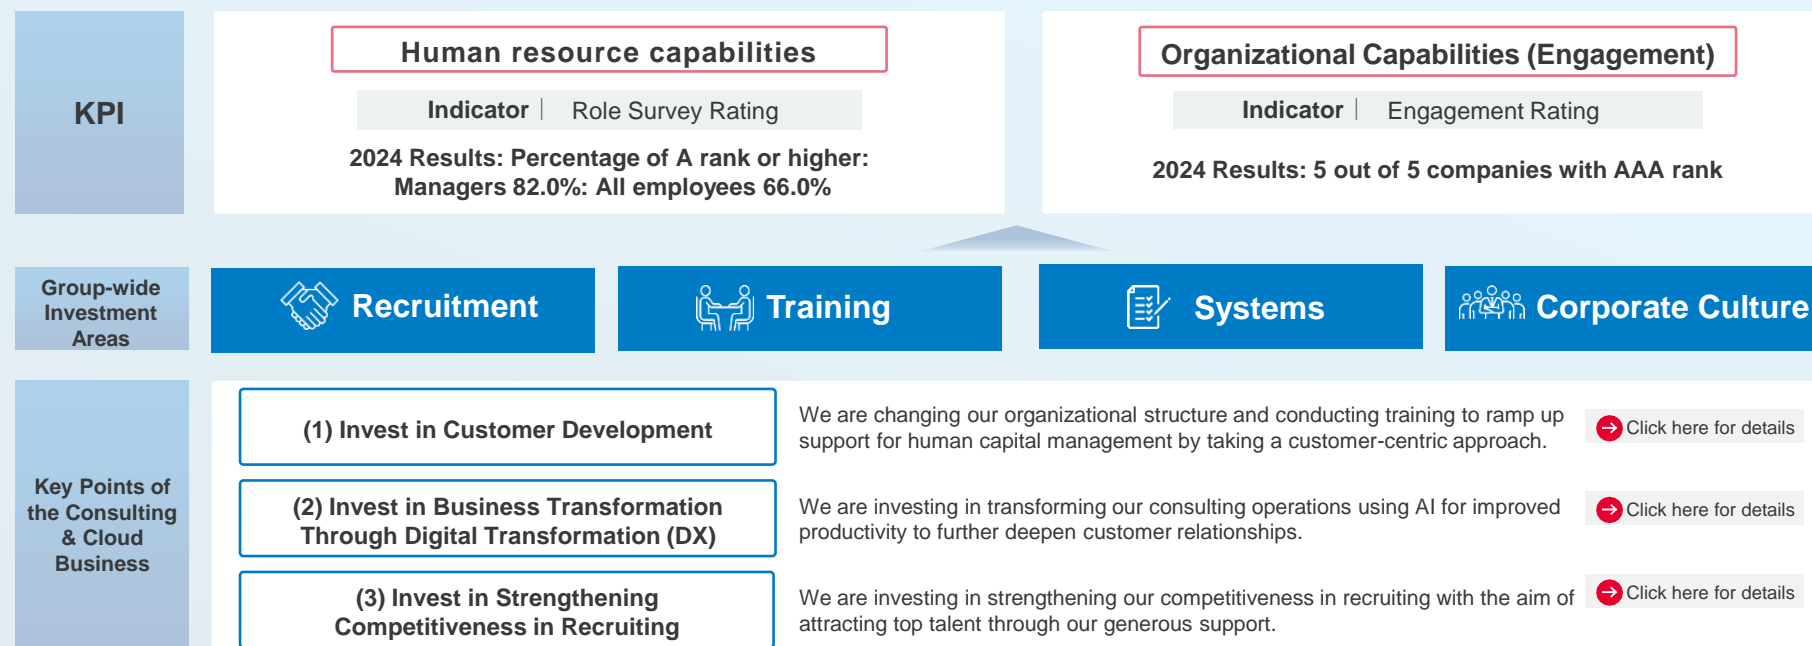 KPI
Human resource capabilities
Indicator | Role Survey Rating
2024 Results: Percentage of A rank or higher:
Managers 82.0%: All employees 66.0%
Organizational Capabilities (Engagement)
Indicator | Engagement Rating
2024 Results: 5 out of 5 companies with AAA rank
Group-wide
Investment
Areas
Recruitment
Training
Systems
Corporate Culture
Key Points of
the Consulting
& Cloud
Business
(1) Invest in Customer Development
We are changing our organizational structure and conducting training to ramp up
support for human capital management by taking a customer-centric approach.
Click here for details
(2) Invest in Business Transformation
Through Digital Transformation (DX)
We are investing in transforming our consulting operations using AI for improved
productivity to further deepen customer relationships.
Click here for details
(3) Invest in Strengthening
Competitiveness in Recruiting
We are investing in strengthening our competitiveness in recruiting with the aim of
attracting top talent through our generous support.
Click here for details